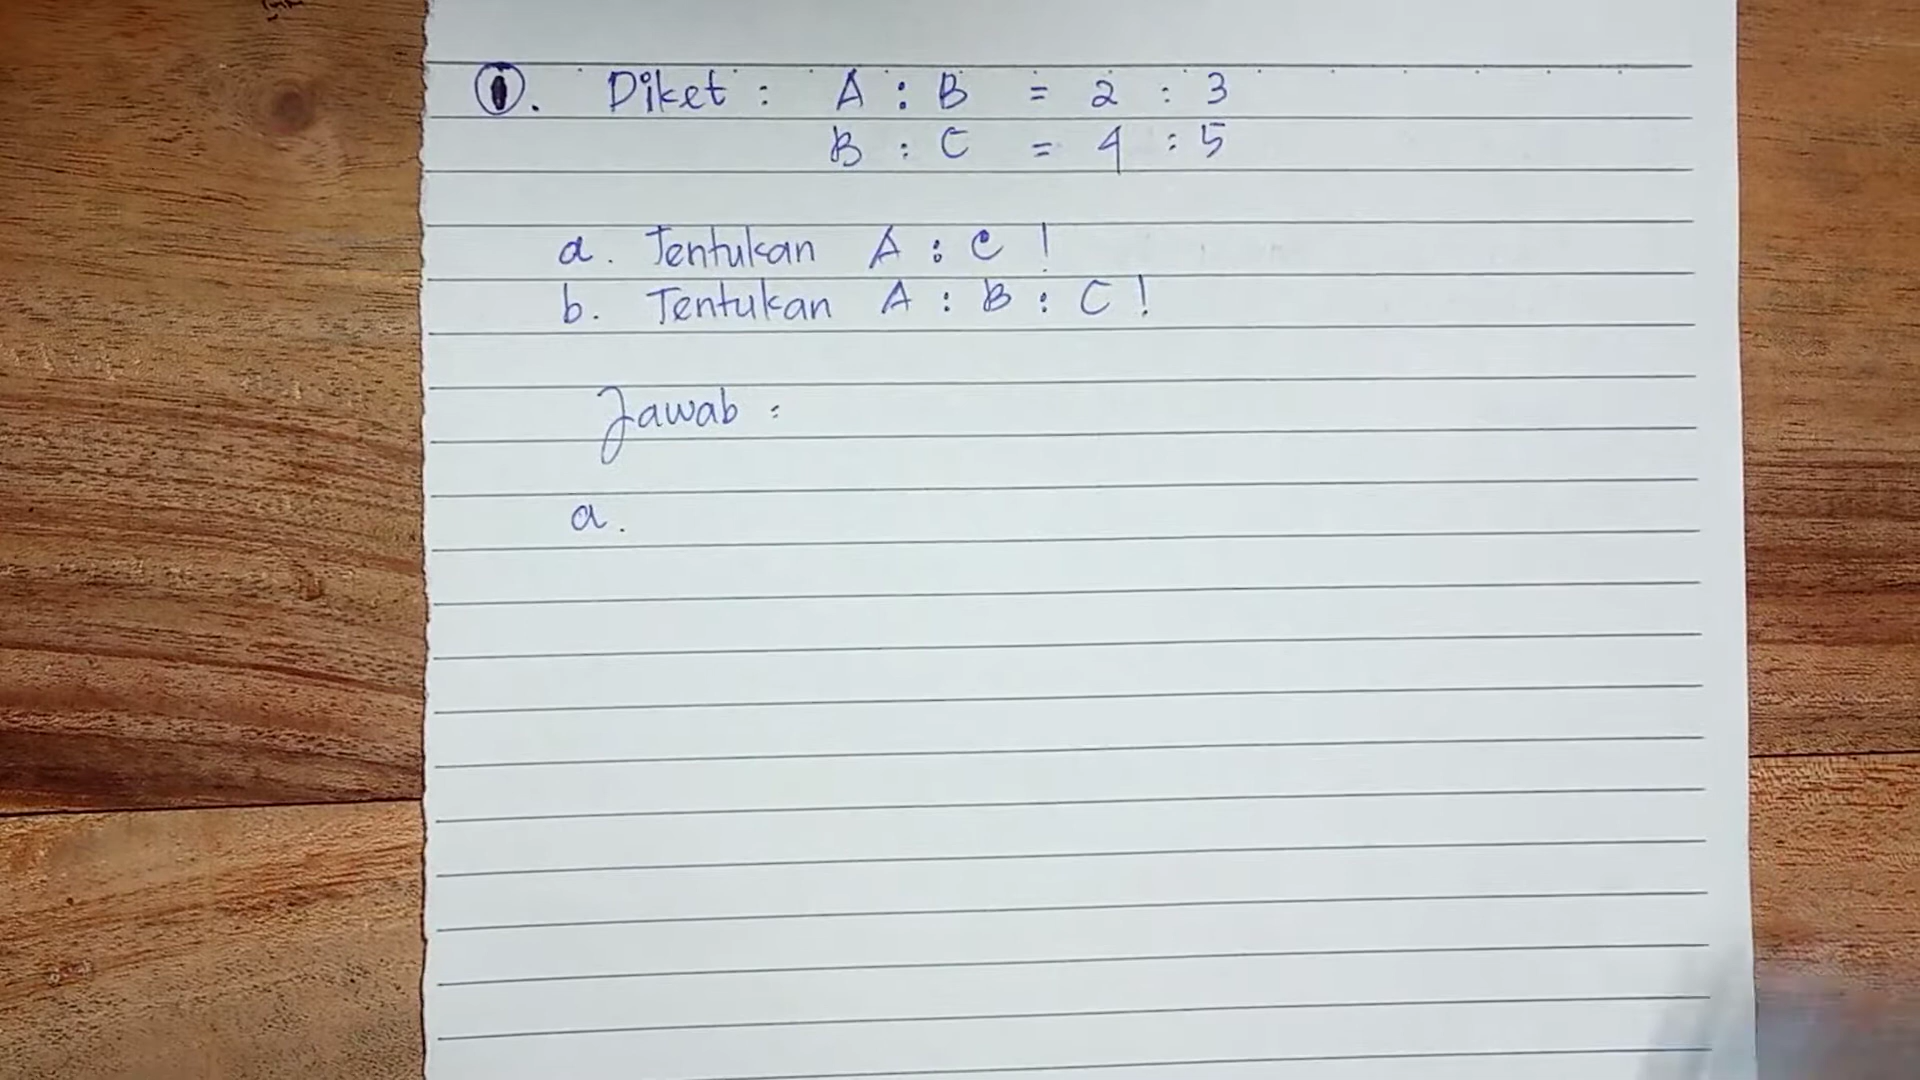 1. Diket : A : B = 2 : 3
B : C = 4 : 5
a. Tentukan A : C !
b. Tentukan A : B : C !
Jawab :
a.